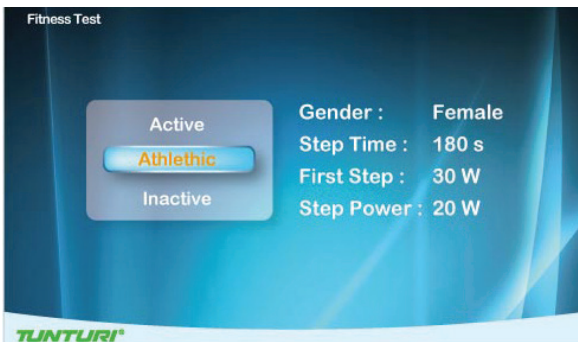 Fitness Test
Active
Athlethic
Inactive
Gender : Female
Step Time : 180 s
First Step : 30 W
Step Power : 20 W
TUNTURI®